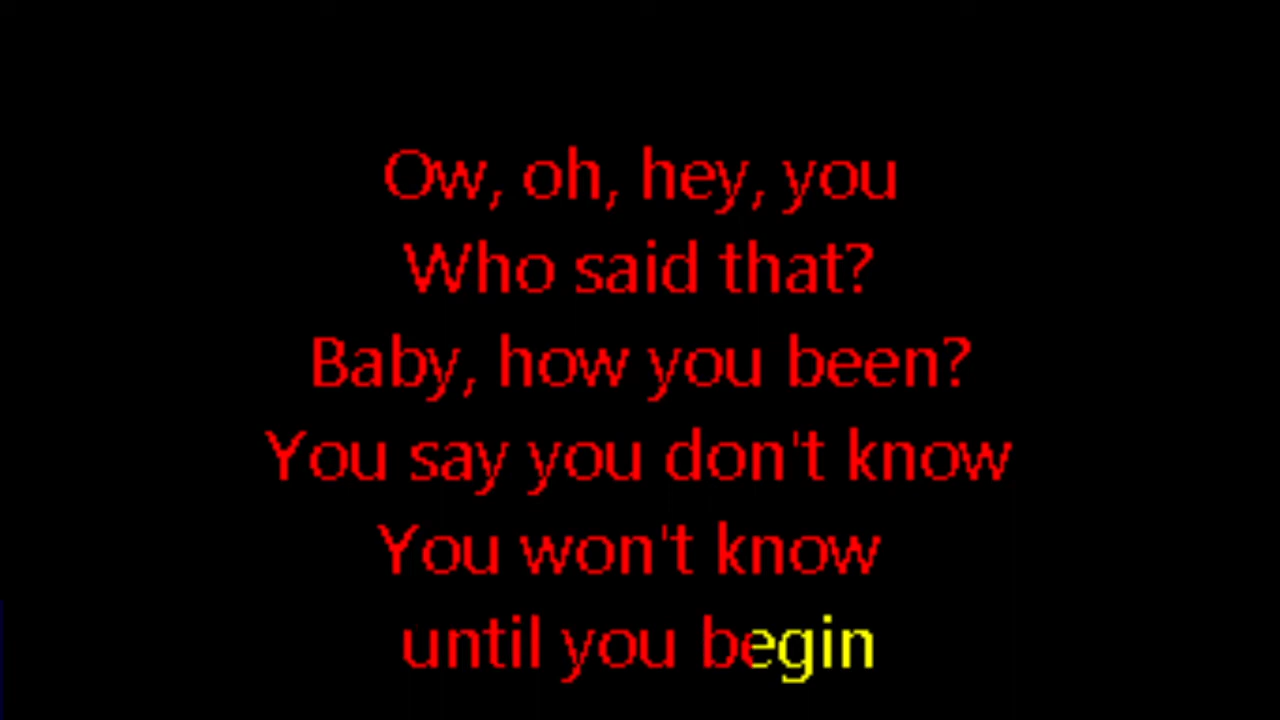 Ow, oh, hey, you
Who said that?
Baby, how you been?
You say you don't know
You won't know
until you begin